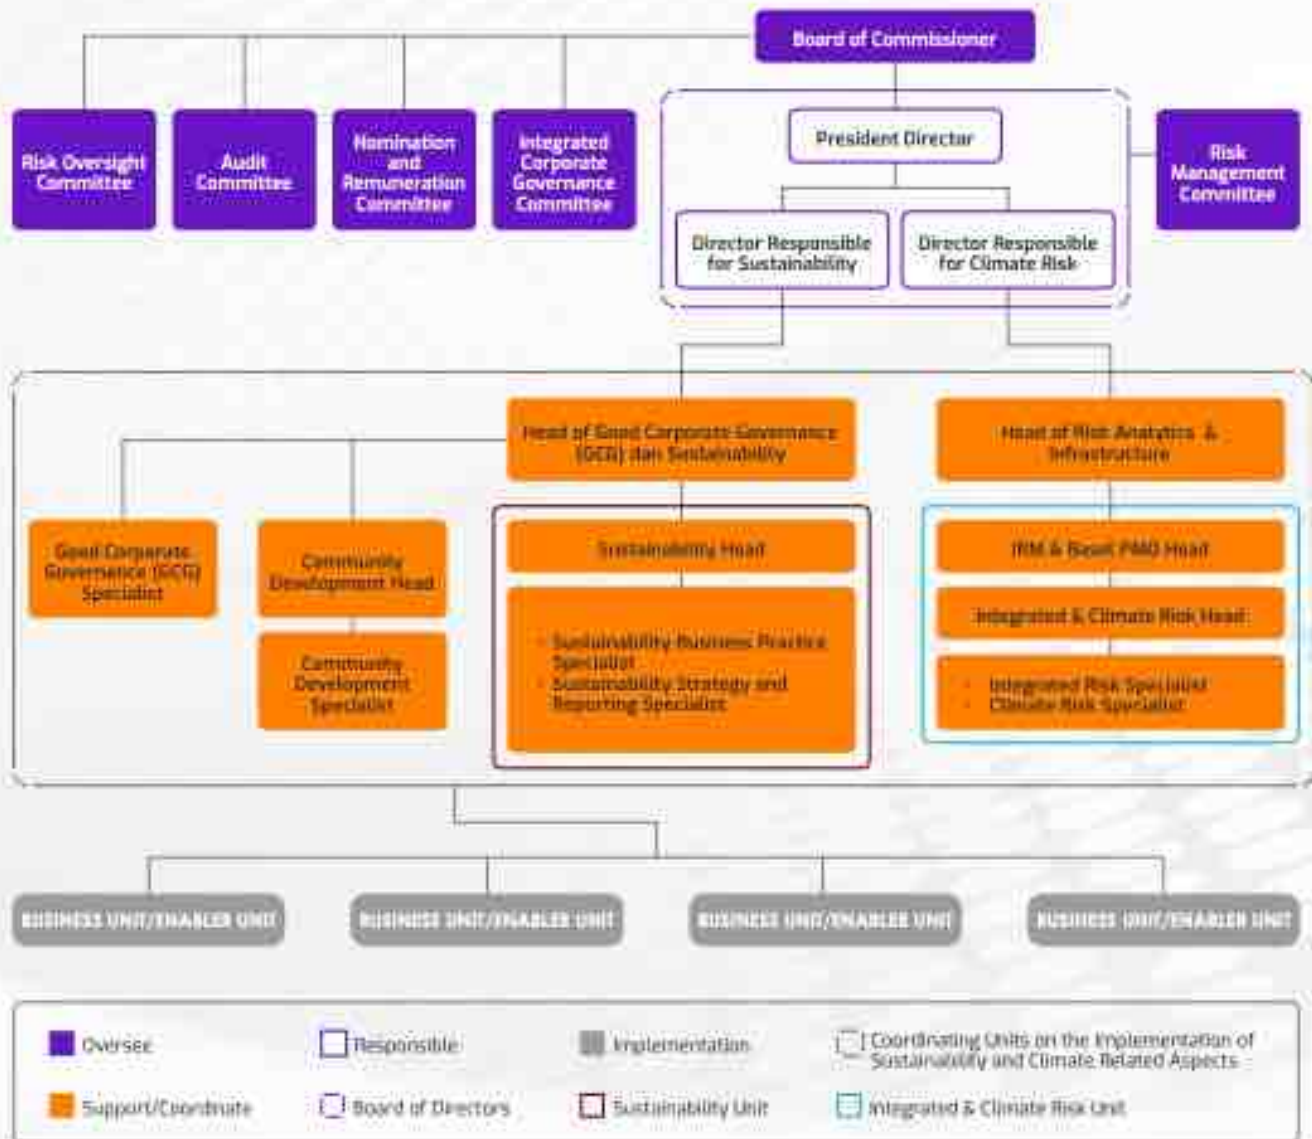 Board of Commissioner
Risk Oversight
Committee
Audit
Committee
Nomination
and
Remuneration
Committee
Integrated
Corporate
Governance
Committee
President Director
Risk
Management
Committee
Director Responsible
for Sustainability
Director Responsible
for Climate Risk
Head of Good Corporate Governance
(GCG) dan Sustainability
Head of Risk Analytics &
Infrastructure
Good Corporate
Governance (GCG)
Specialist
Community
Development Head
Community
Development
Specialist
Sustainability Head
· Sustainability Business Practice
Specialist
· Sustainability Strategy and
Reporting Specialist
IRM & Basel PMO Head
Integrated & Climate Risk Head
· Integrated Risk Specialist
· Climate Risk Specialist
BUSINESS UNIT/ENABLER UNIT
BUSINESS UNIT/ENABLER UNIT
BUSINESS UNIT/ENABLER UNIT
BUSINESS UNIT/ENABLER UNIT
Oversee
Responsible
Implementation
Coordinating Units on the Implementation of
Sustainability and Climate Related Aspects
Support/Coordinate
Board of Directors
Sustainability Unit
Integrated & Climate Risk Unit